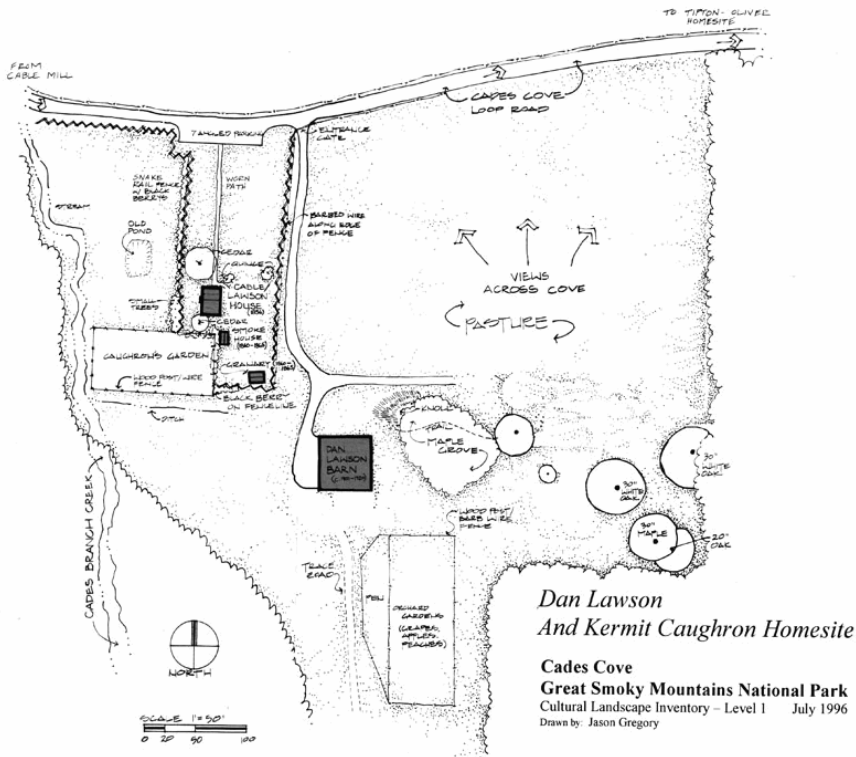 TO TIPTON-OLIVER
HOMESITE
FROM
CABLE MILL
CADES COVE
LOOP ROAD
ENTRANCE
GATE
SNAKE
RAIL FENCE
W/ BLACK
BERRYS
WORN
PATH
STREAM
OLD
POND
BARBED WIRE
ALONG EDGE
OF FENCE
CEDAR
QUINCE
CABLE
LAWSON
HOUSE
VIEWS
ACROSS COVE
PASTURE
SMALL
TREES
CEDAR
SMOKE
HOUSE
CAUGHRON'S GARDEN
GRANARY
WOOD POST/WIRE
FENCE
BLACK BERRY
ON FENCELINE
DITCH
KNOLL
TRAIL
MAPLE
GROVE
DAN
LAWSON
BARN
30"
WHITE
OAK
30"
WHITE
OAK
30"
MAPLE
20"
OAK
WOOD POST/
BARB WIRE
FENCE
CADES BRANCH CREEK
TRACE
ROAD
PEN
ORCHARD
GARDENS
(GRAPES,
APPLES,
PEACHES)
NORTH
SCALE 1"=50'
0 20 50 100
Dan Lawson
And Kermit Caughron Homesite
Cades Cove
Great Smoky Mountains National Park
Cultural Landscape Inventory – Level 1 July 1996
Drawn by: Jason Gregory